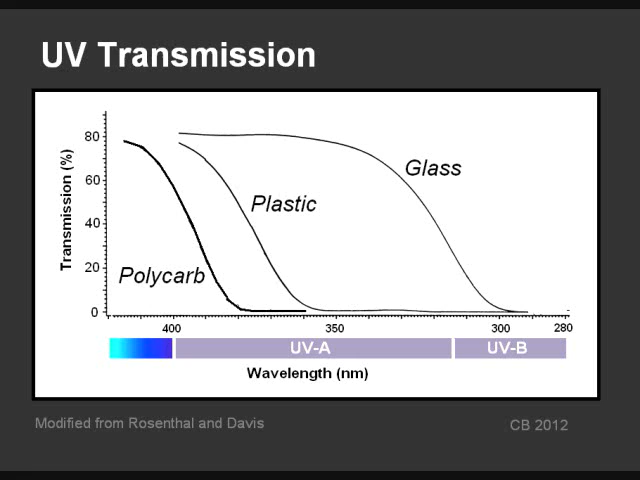 UV Transmission
80
60
40
20
0
Transmission (%)
Glass
Plastic
Polycarb
400 350 300 280
UV-A UV-B
Wavelength (nm)
Modified from Rosenthal and Davis
CB 2012